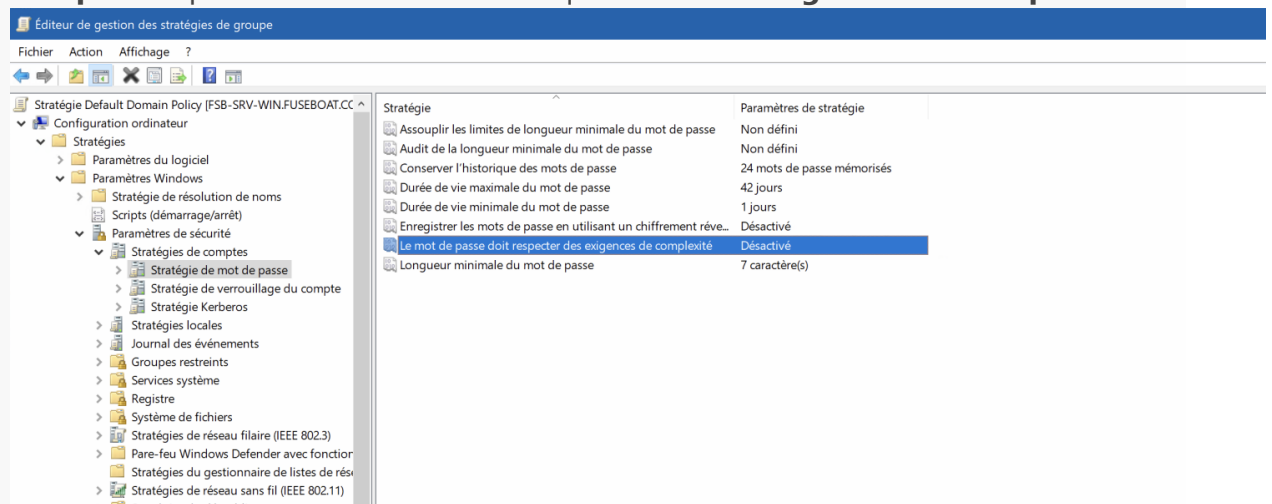 Éditeur de gestion des stratégies de groupe
Fichier Action Affichage ?
Stratégie Default Domain Policy [FSB-SRV-WIN.FUSEBOAT.CC
Configuration ordinateur
Stratégies
Paramètres du logiciel
Paramètres Windows
Stratégie de résolution de noms
Scripts (démarrage/arrêt)
Paramètres de sécurité
Stratégies de comptes
Stratégie de mot de passe
Stratégie de verrouillage du compte
Stratégie Kerberos
Stratégies locales
Journal des événements
Groupes restreints
Services système
Registre
Système de fichiers
Stratégies de réseau filaire (IEEE 802.3)
Pare-feu Windows Defender avec fonction
Stratégies du gestionnaire de listes de rése
Stratégies de réseau sans fil (IEEE 802.11)
Stratégie Paramètres de stratégie
Assouplir les limites de longueur minimale du mot de passe Non défini
Audit de la longueur minimale du mot de passe Non défini
Conserver l'historique des mots de passe 24 mots de passe mémorisés
Durée de vie maximale du mot de passe 42 jours
Durée de vie minimale du mot de passe 1 jours
Enregistrer les mots de passe en utilisant un chiffrement réve... Désactivé
Le mot de passe doit respecter des exigences de complexité Désactivé
Longueur minimale du mot de passe 7 caractère(s)